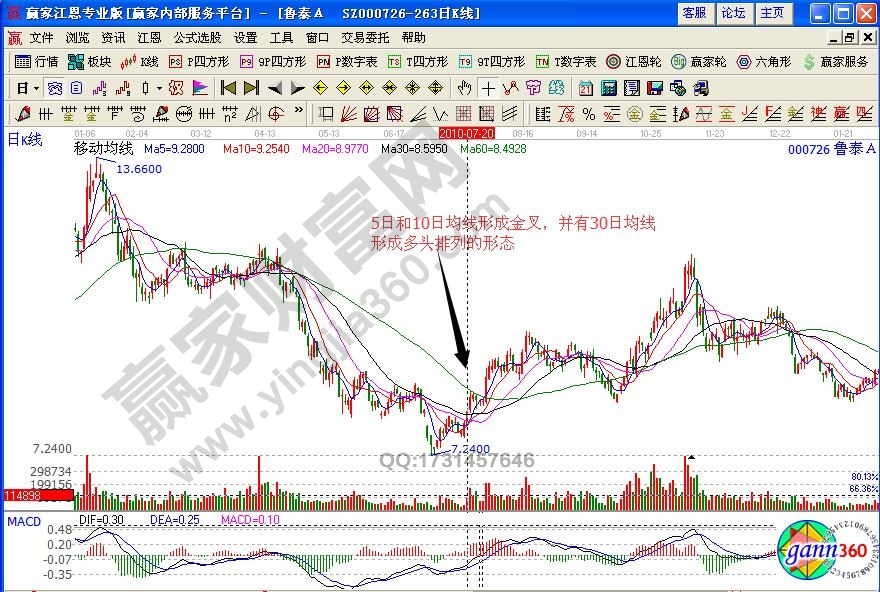 赢家江恩专业版[赢家内部服务平台] - [鲁泰A SZ000726-263日K线]
客服 论坛 主页
文件 浏览 资讯 江恩 公式选股 设置 工具 窗口 交易委托 帮助
行情 板块 K线 P四方形 9P四方形 P数字表 T四方形 9T四方形 T数字表 江恩轮 赢家轮 六角形 赢家服务
日
日K线
01-06 02-04 03-12 04-13 05-13 06-17 2010-07-20 08-16 09-14 10-25 11-23 12-22 01-21
移动均线 Ma5=9.2800 Ma10=9.2540 Ma20=8.9770 Ma30=8.5950 Ma60=8.4928
000726 鲁泰A
13.6600
5日和10日均线形成金叉，并有30日均线
形成多头排列的形态
赢家财富网
www.yingjia360.com
7.2400
7.2400
QQ:1731457646
298734
199156
114898
80.13%
66.36%
MACD DIF=0.30 DEA=0.25 MACD=0.10
0.48
0.20
-0.07
-0.35
gann360